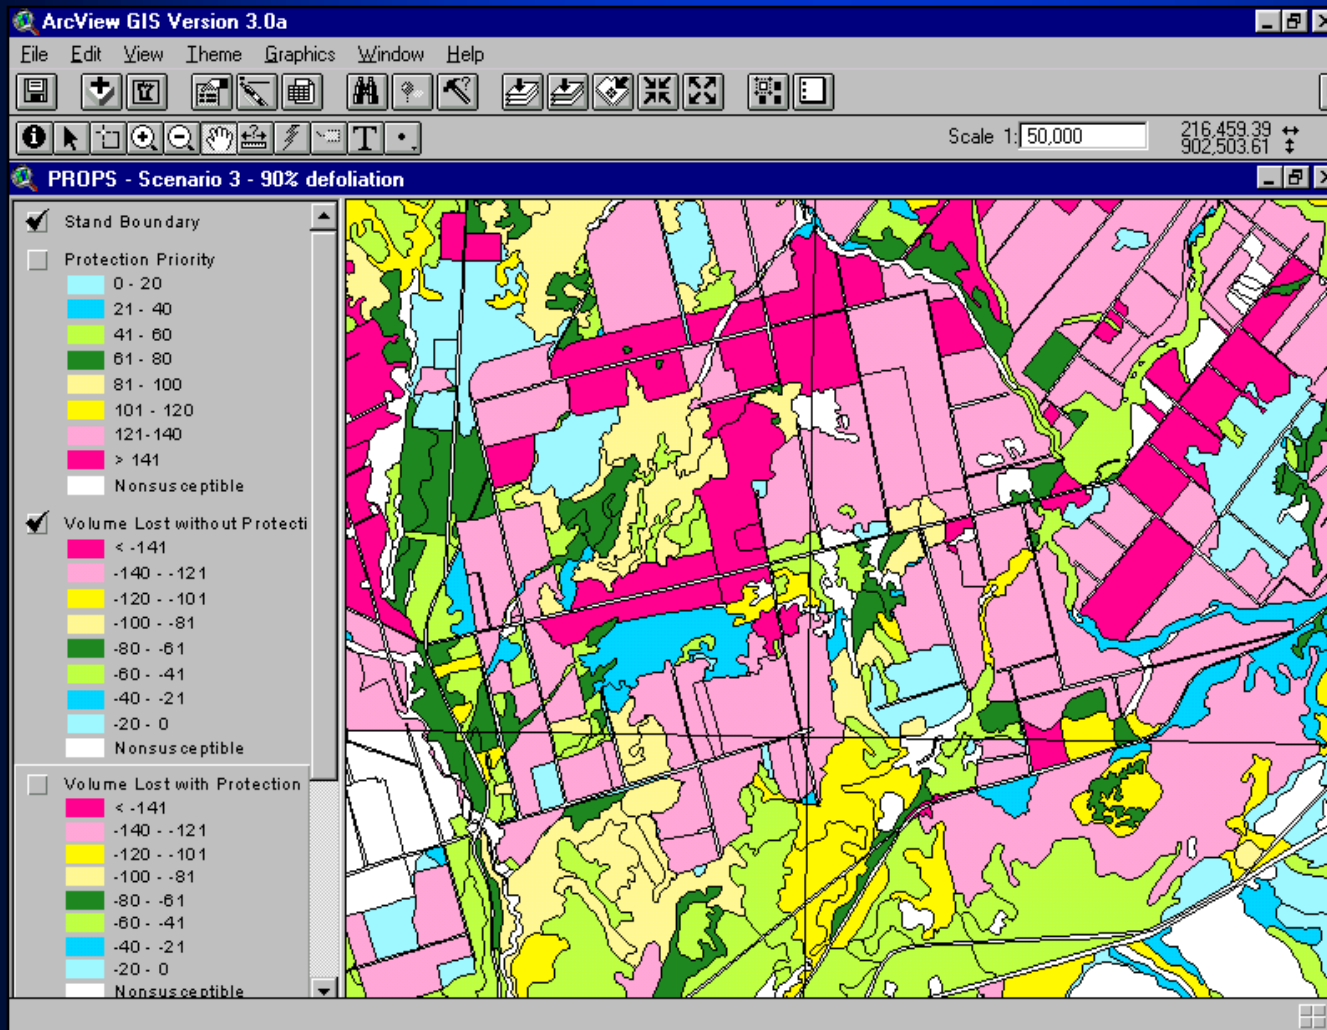 ArcView GIS Version 3.0a
File Edit View Theme Graphics Window Help
Scale 1: 50,000
216,459.39
902,503.61
PROPS - Scenario 3 - 90% defoliation
Stand Boundary
Protection Priority
0 - 20
21 - 40
41 - 60
61 - 80
81 - 100
101 - 120
121-140
> 141
Nonsusceptible
Volume Lost without Protecti
< -141
-140 - -121
-120 - -101
-100 - -81
-80 - -61
-60 - -41
-40 - -21
-20 - 0
Nonsusceptible
Volume Lost with Protection
< -141
-140 - -121
-120 - -101
-100 - -81
-80 - -61
-60 - -41
-40 - -21
-20 - 0
Nonsusceptible